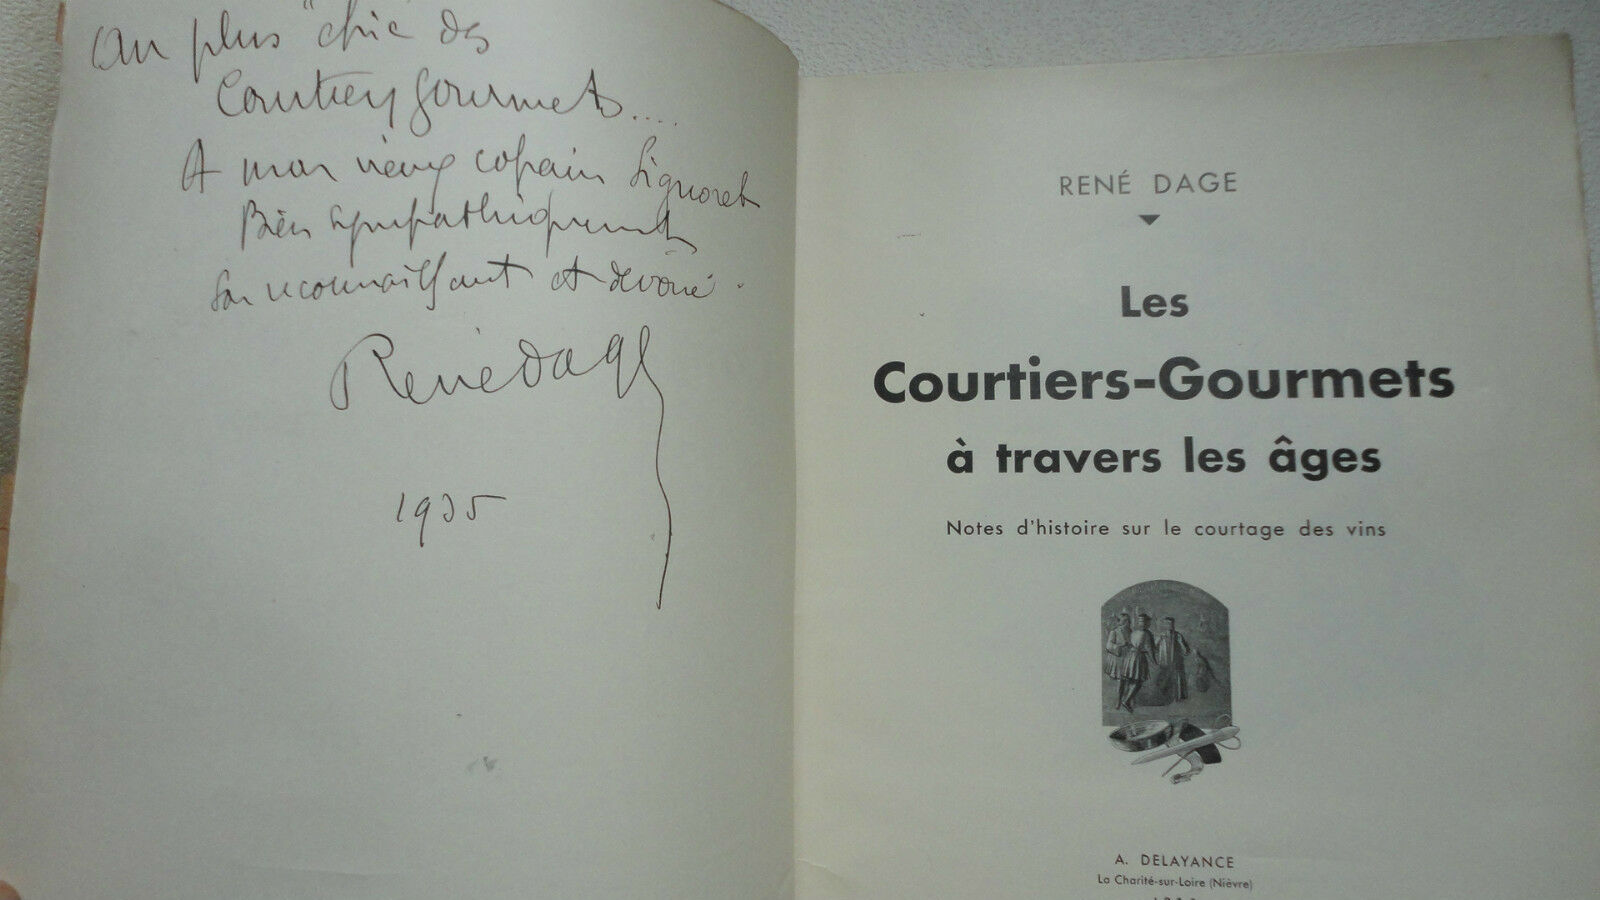 Au plus "chic" des
Courtiers gourmets....
A mon vieux copain Signoret
Bien sympathiquement
Son reconnaissant et dévoué.
René Dage
1935
RENÉ DAGE
Les
Courtiers-Gourmets
à travers les âges
Notes d'histoire sur le courtage des vins
A. DELAYANCE
La Charité-sur-Loire (Nièvre)